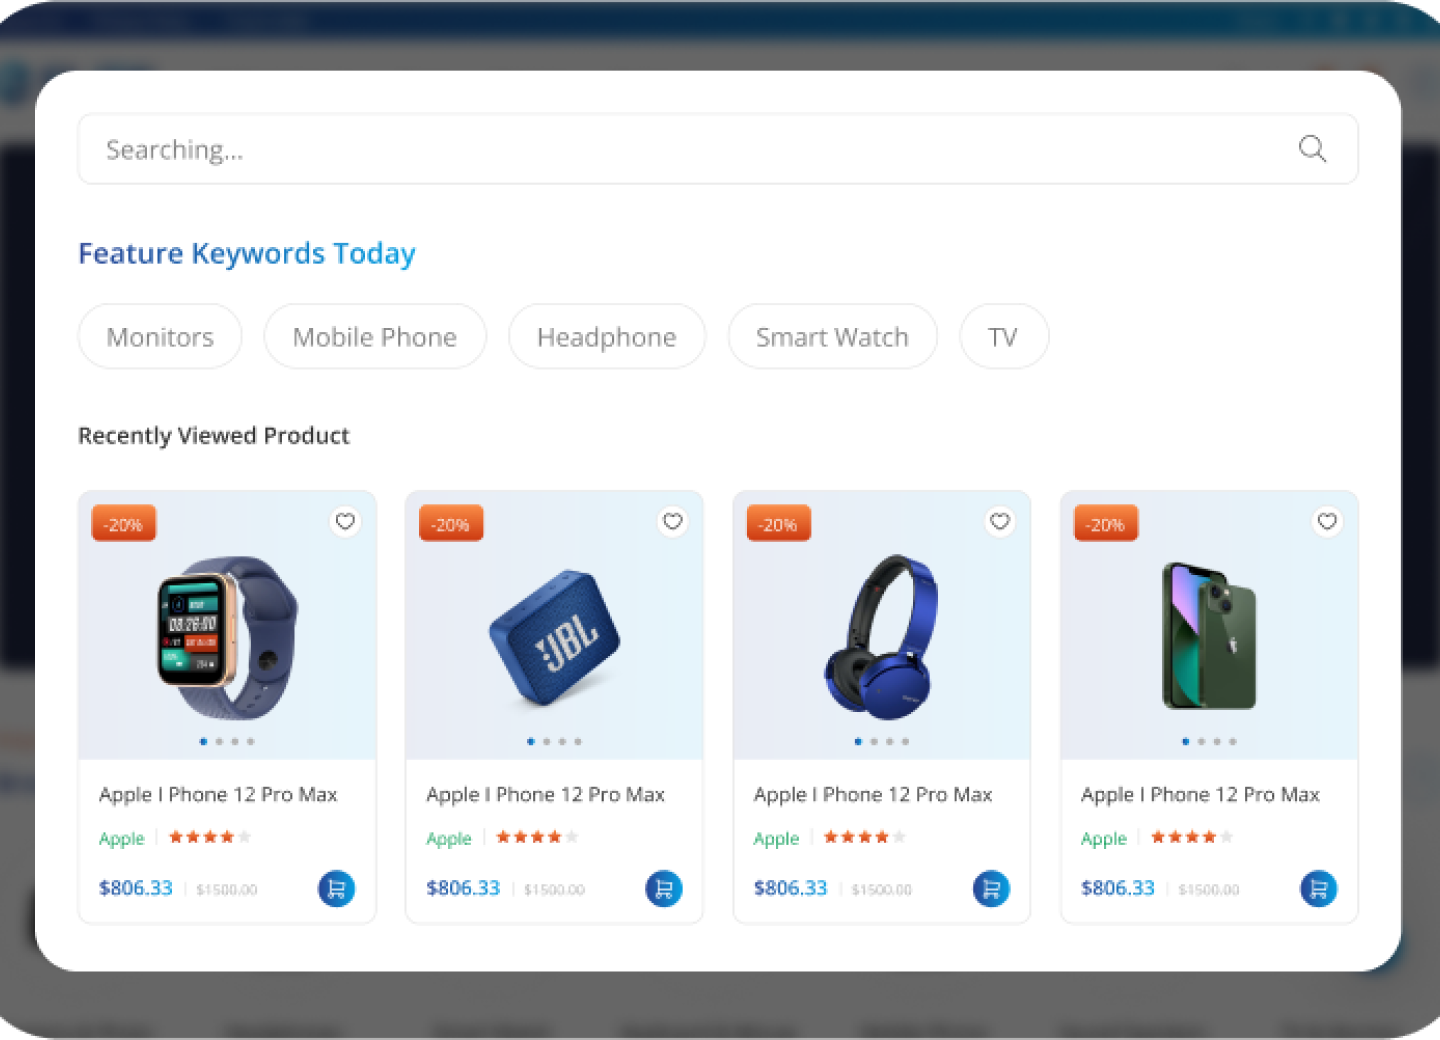 Searching...
Feature Keywords Today
Monitors
Mobile Phone
Headphone
Smart Watch
TV
Recently Viewed Product
-20%
-20%
-20%
-20%
08:26:00
JBL
Apple I Phone 12 Pro Max
Apple I Phone 12 Pro Max
Apple I Phone 12 Pro Max
Apple I Phone 12 Pro Max
Apple
Apple
Apple
Apple
$806.33 $1500.00
$806.33 $1500.00
$806.33 $1500.00
$806.33 $1500.00